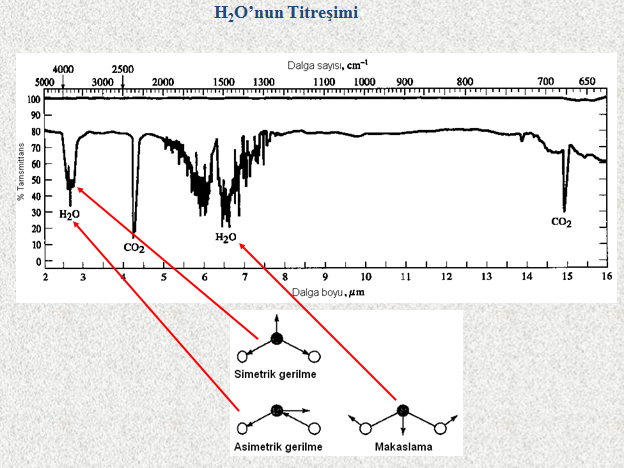 H₂O’nun Titreşimi
Dalga sayısı, cm⁻¹
4000 2500
5000 3000 2000 1500 1300 1100 1000 900 800 700 650
% Tarnsmittans
100
90
80
70
60
50
40
30
20
10
0
H₂O
CO₂
H₂O
CO₂
2 3 4 5 6 7 8 9 10 11 12 13 14 15 16
Dalga boyu, μm
Simetrik gerilme
Asimetrik gerilme
Makaslama